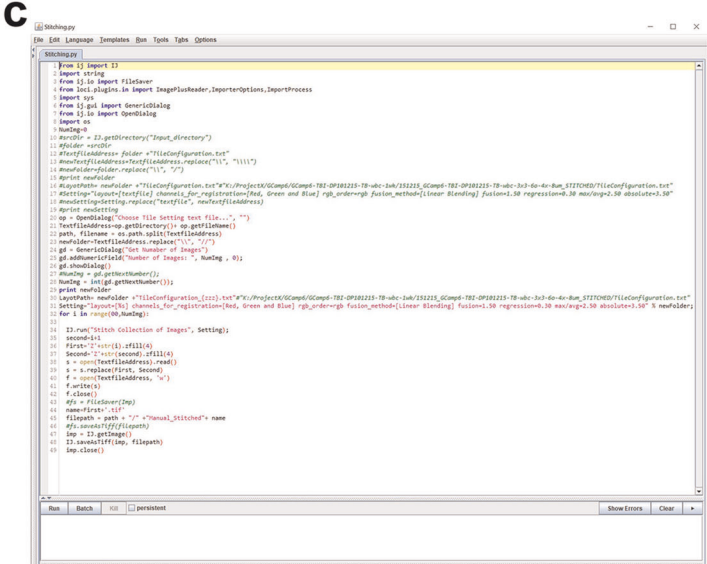 C
Stitching.py
File Edit Language Templates Run Tools Tabs Options
Stitching.py
1 from ij import IJ
2 import string
3 from ij.io import FileSaver
4 from loci.plugins.in import ImagePlusReader,ImporterOptions,ImportProcess
5 import sys
6 from ij.gui import GenericDialog
7 from ij.io import OpenDialog
8 import os
9 NumImg=0
10 #srcDir = IJ.getDirectory("Input_directory")
11 #folder =srcDir
12 #TextfileAddress= folder +"TileConfiguration.txt"
13 #newTextfileAddress=TextfileAddress.replace("\\", "\\\\")
14 #newFolder=folder.replace("\\", "/")
15 #print newFolder
16 #LayotPath= newFolder +"TileConfiguration.txt"#"K:/ProjectX/GCamp6/GCamp6-TBI-DP101215-TB-wbc-1wk/151215_GCamp6-TBI-DP101215-TB-wbc-3x3-6o-4x-8um_STITCHED/TileConfiguration.txt"
17 #Setting="layout=[textfile] channels_for_registration=[Red, Green and Blue] rgb_order=rgb fusion_method=[Linear Blending] fusion=1.50 regression=0.30 max/avg=2.50 absolute=3.50"
18 #newSetting=Setting.replace("textfile", newTextfileAddress)
19 #print newSetting
20 op = OpenDialog("Choose Tile Setting text file...", "")
21 TextfileAddress=op.getDirectory()+ op.getFileName()
22 path, filename = os.path.split(TextfileAddress)
23 newFolder=TextfileAddress.replace("\\", "//")
24 gd = GenericDialog("Get Numaber of Images")
25 gd.addNumericField("Number of Images: ", NumImg , 0);
26 gd.showDialog()
27 #NumImg = gd.getNextNumber();
28 NumImg = int(gd.getNextNumber());
29 print newFolder
30 LayotPath= newFolder +"TileConfiguration_{zzz}.txt"#"K:/ProjectX/GCamp6/GCamp6-TBI-DP101215-TB-wbc-1wk/151215_GCamp6-TBI-DP101215-TB-wbc-3x3-6o-4x-8um_STITCHED/TileConfiguration.txt"
31 Setting="layout=[%s] channels_for_registration=[Red, Green and Blue] rgb_order=rgb fusion_method=[Linear Blending] fusion=1.50 regression=0.30 max/avg=2.50 absolute=3.50" % newFolder;
32 for i in range(00,NumImg):
33
34 IJ.run("Stitch Collection of Images", Setting);
35 second=i+1
36 First='Z'+str(i).zfill(4)
37 Second='Z'+str(second).zfill(4)
38 s = open(TextfileAddress).read()
39 s = s.replace(First, Second)
40 f = open(TextfileAddress, 'w')
41 f.write(s)
42 f.close()
43 #fs = FileSaver(Imp)
44 name=First+'.tif'
45 filepath = path + "/" +"Manual_Stitched"+ name
46 #fs.saveAsTiff(filepath)
47 imp = IJ.getImage()
48 IJ.saveAsTiff(imp, filepath)
49 imp.close()
Run Batch Kill persistent Show Errors Clear